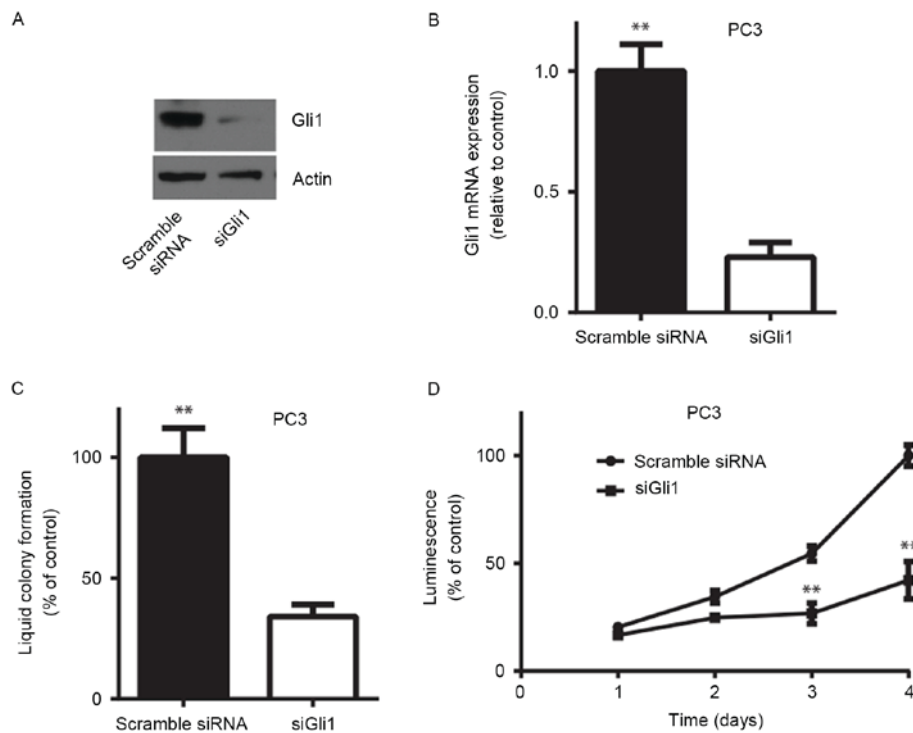 A
Gli1
Actin
Scramble
siRNA
siGli1
B
PC3
**
Gli1 mRNA expression
(relative to control)
1.0
0.5
0.0
Scramble siRNA
siGli1
C
PC3
**
Liquid colony formation
(% of control)
100
50
0
Scramble siRNA
siGli1
D
PC3
Scramble siRNA
siGli1
Luminescence
(% of control)
100
50
0
**
**
0
1
2
3
4
Time (days)